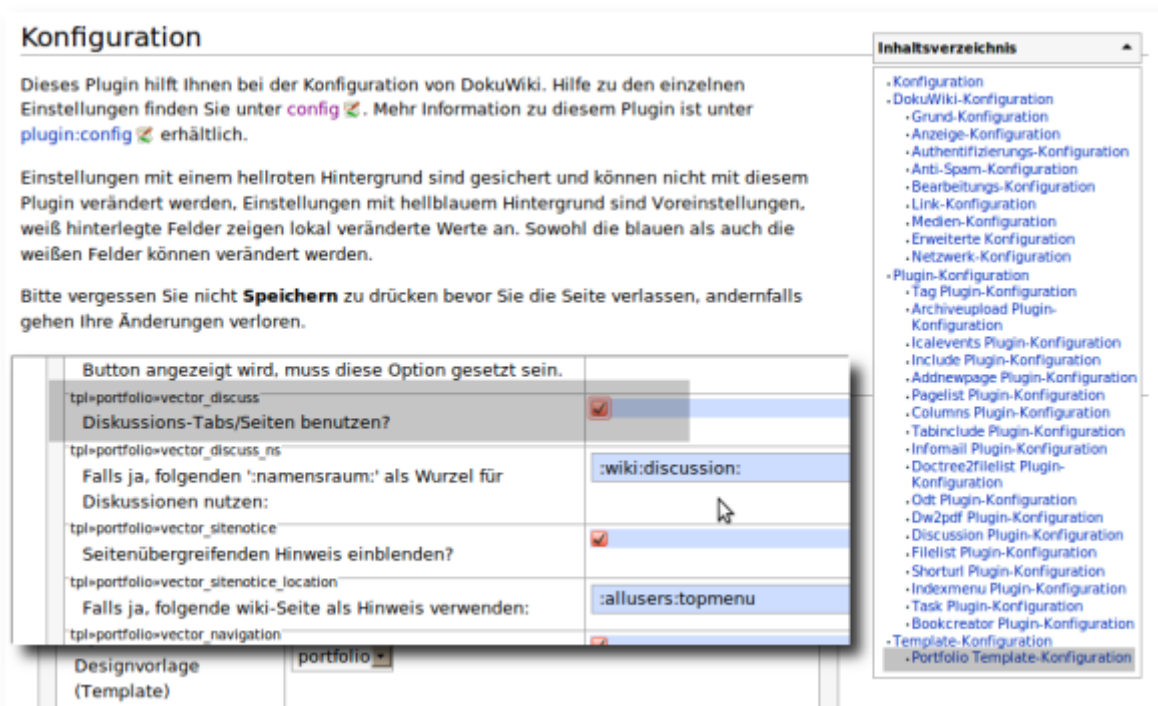 Konfiguration
Dieses Plugin hilft Ihnen bei der Konfiguration von DokuWiki. Hilfe zu den einzelnen
Einstellungen finden Sie unter config. Mehr Information zu diesem Plugin ist unter
plugin:config erhältlich.
Einstellungen mit einem hellroten Hintergrund sind gesichert und können nicht mit diesem
Plugin verändert werden, Einstellungen mit hellblauem Hintergrund sind Voreinstellungen,
weiß hinterlegte Felder zeigen lokal veränderte Werte an. Sowohl die blauen als auch die
weißen Felder können verändert werden.
Bitte vergessen Sie nicht Speichern zu drücken bevor Sie die Seite verlassen, andernfalls
gehen Ihre Änderungen verloren.
Button angezeigt wird, muss diese Option gesetzt sein.
tpl»portfolio»vector_discuss
Diskussions-Tabs/Seiten benutzen?
tpl»portfolio»vector_discuss_ns
Falls ja, folgenden ':namensraum:' als Wurzel für
Diskussionen nutzen:
:wiki:discussion:
tpl»portfolio»vector_sitenotice
Seitenübergreifenden Hinweis einblenden?
tpl»portfolio»vector_sitenotice_location
Falls ja, folgende wiki-Seite als Hinweis verwenden:
:allusers:topmenu
tpl»portfolio»vector_navigation
Designvorlage
(Template)
portfolio
Inhaltsverzeichnis
Konfiguration
DokuWiki-Konfiguration
Grund-Konfiguration
Anzeige-Konfiguration
Authentifizierungs-Konfiguration
Anti-Spam-Konfiguration
Bearbeitungs-Konfiguration
Link-Konfiguration
Medien-Konfiguration
Erweiterte Konfiguration
Netzwerk-Konfiguration
Plugin-Konfiguration
Tag Plugin-Konfiguration
Archiveupload Plugin-
Konfiguration
Icalevents Plugin-Konfiguration
Include Plugin-Konfiguration
Addnewpage Plugin-Konfiguration
Pagelist Plugin-Konfiguration
Columns Plugin-Konfiguration
Tabinclude Plugin-Konfiguration
Infomail Plugin-Konfiguration
Doctree2filelist Plugin-
Konfiguration
Odt Plugin-Konfiguration
Dw2pdf Plugin-Konfiguration
Discussion Plugin-Konfiguration
Filelist Plugin-Konfiguration
Shorturl Plugin-Konfiguration
Indexmenu Plugin-Konfiguration
Task Plugin-Konfiguration
Bookcreator Plugin-Konfiguration
Template-Konfiguration
Portfolio Template-Konfiguration